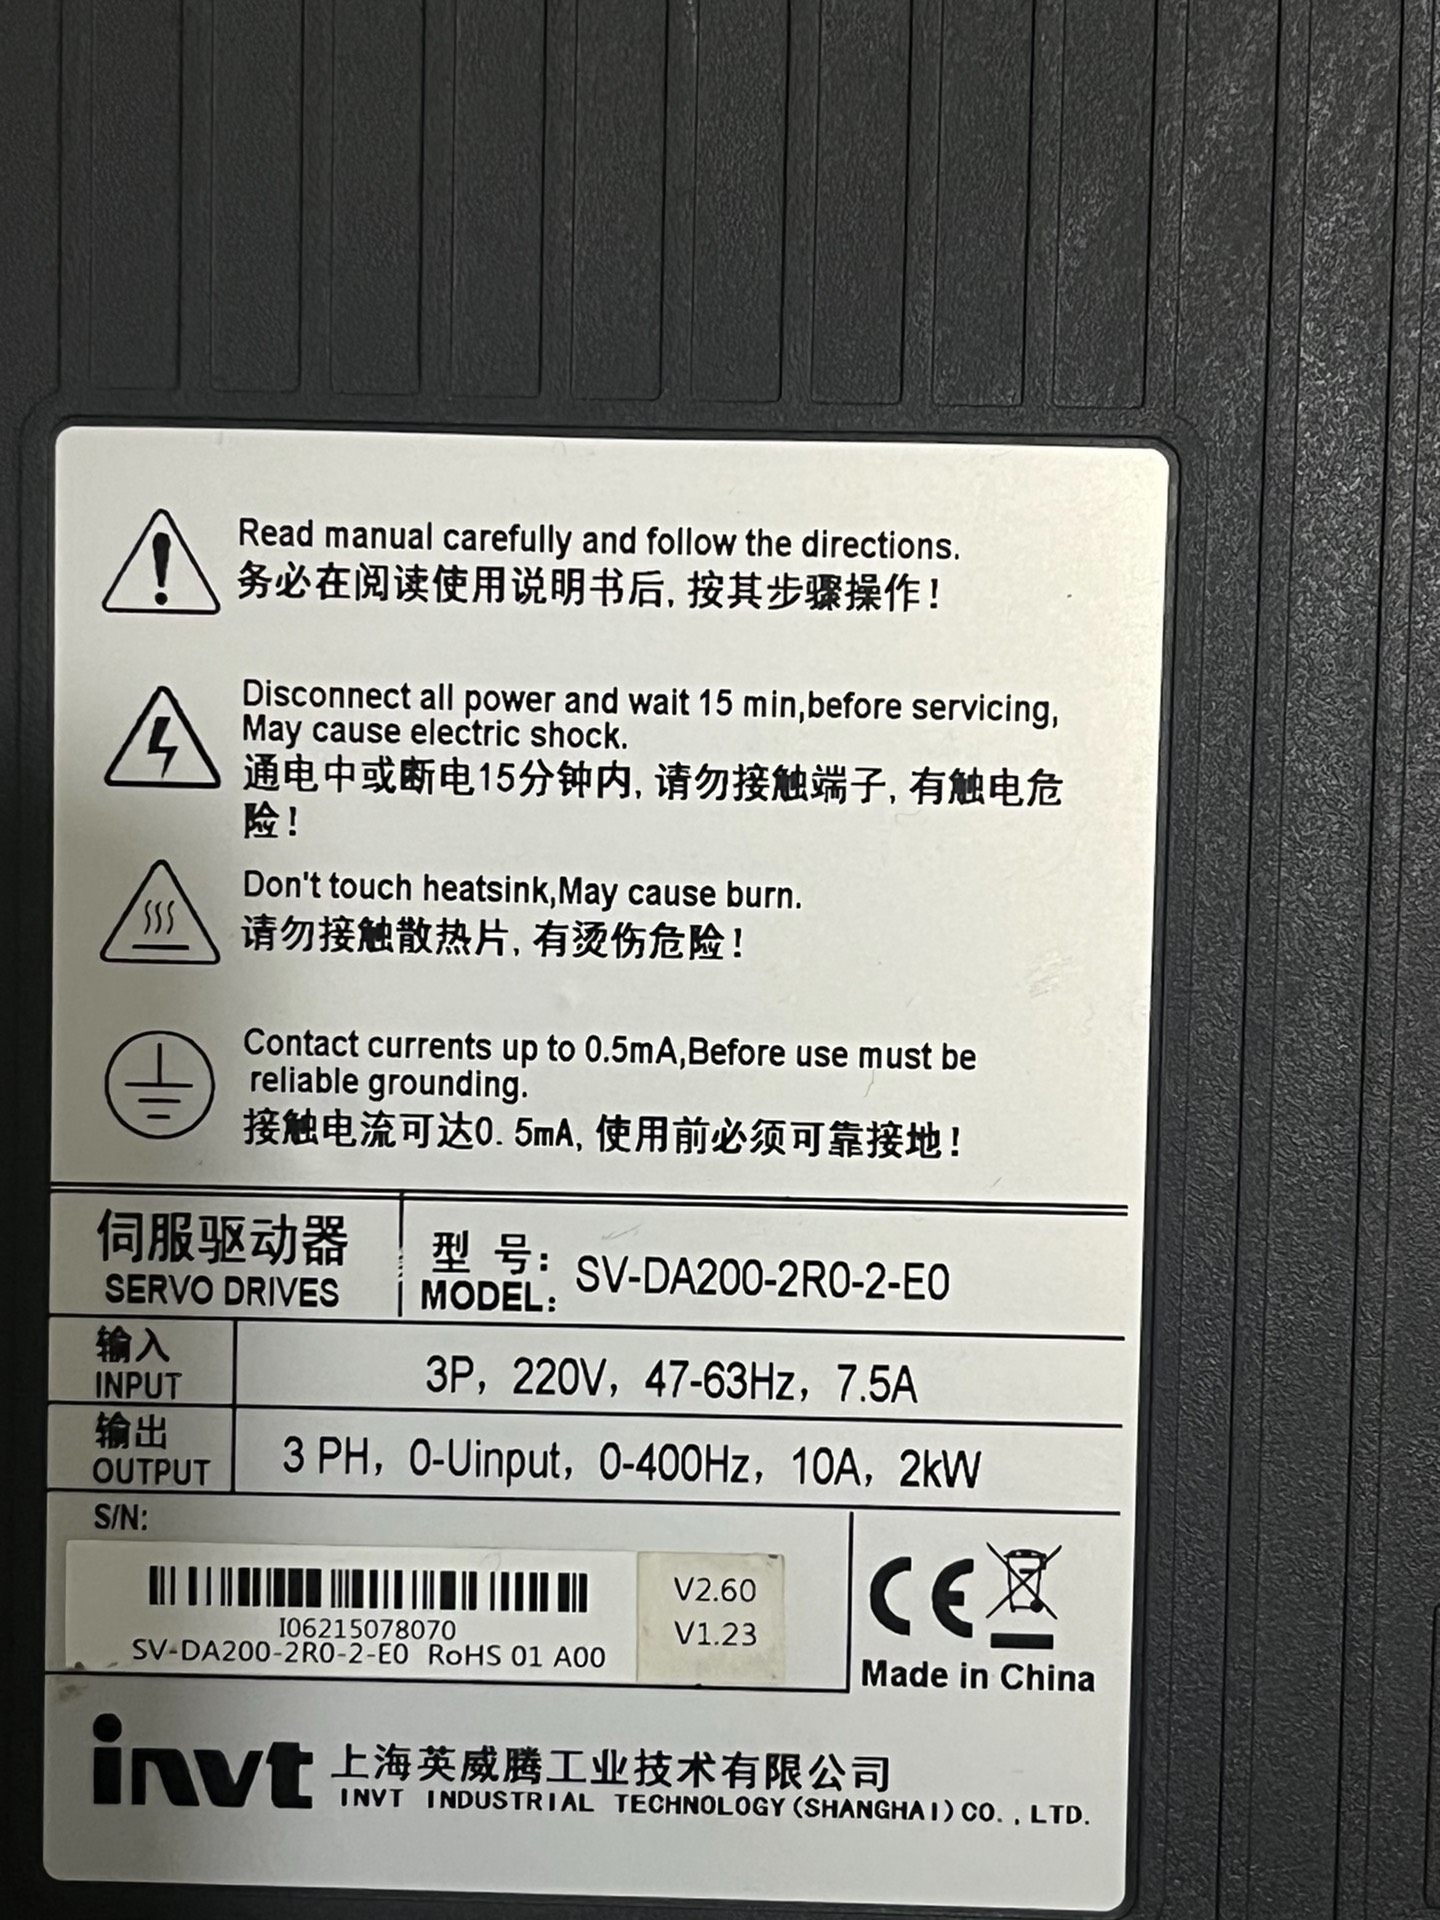 Read manual carefully and follow the directions.
务必在阅读使用说明书后, 按其步骤操作!
Disconnect all power and wait 15 min,before servicing,
May cause electric shock.
通电中或断电15分钟内, 请勿接触端子, 有触电危
险!
Don't touch heatsink,May cause burn.
请勿接触散热片, 有烫伤危险!
Contact currents up to 0.5mA,Before use must be
reliable grounding.
接触电流可达0.5mA, 使用前必须可靠接地!
伺服驱动器
SERVO DRIVES
型 号:
MODEL: SV-DA200-2R0-2-E0
输入
INPUT
3P, 220V, 47-63Hz, 7.5A
输出
OUTPUT
3 PH, 0-Uinput, 0-400Hz, 10A, 2kW
S/N:
I06215078070
SV-DA200-2R0-2-E0 RoHS 01 A00
V2.60
V1.23
CE
Made in China
invt 上海英威腾工业技术有限公司
INVT INDUSTRIAL TECHNOLOGY(SHANGHAI)CO.,LTD.